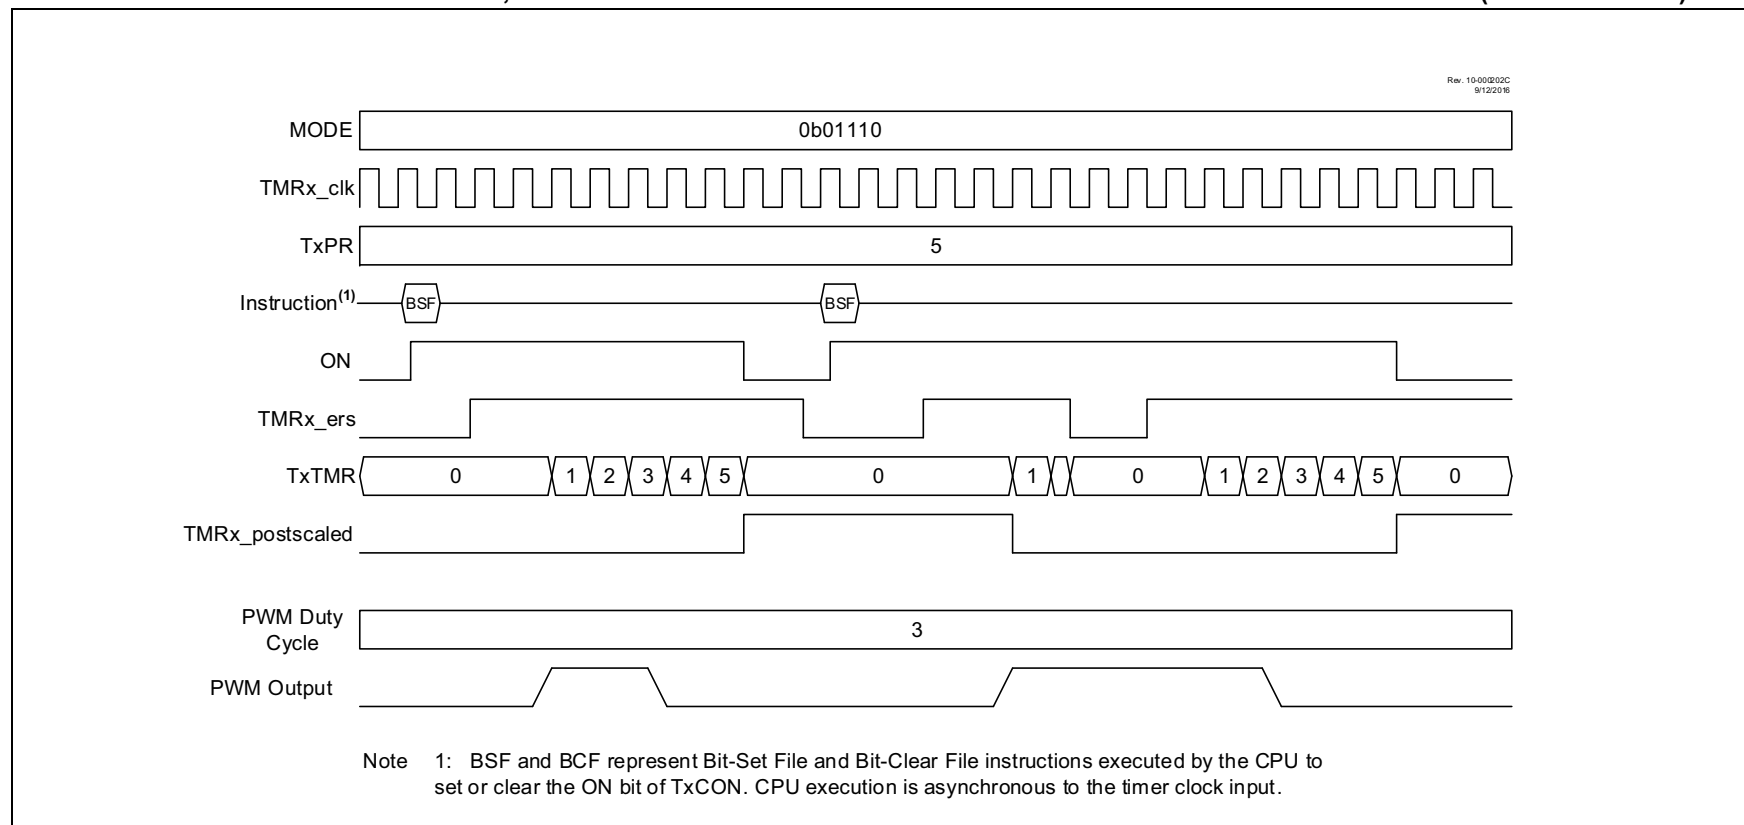 Rev. 10-000202C
9/12/2016
MODE 0b01110
TMRx_clk
TxPR 5
Instruction(1) BSF BSF
ON
TMRx_ers
TxTMR 0 1 2 3 4 5 0 1 0 1 2 3 4 5 0
TMRx_postscaled
PWM Duty
Cycle 3
PWM Output
Note 1: BSF and BCF represent Bit-Set File and Bit-Clear File instructions executed by the CPU to
set or clear the ON bit of TxCON. CPU execution is asynchronous to the timer clock input.